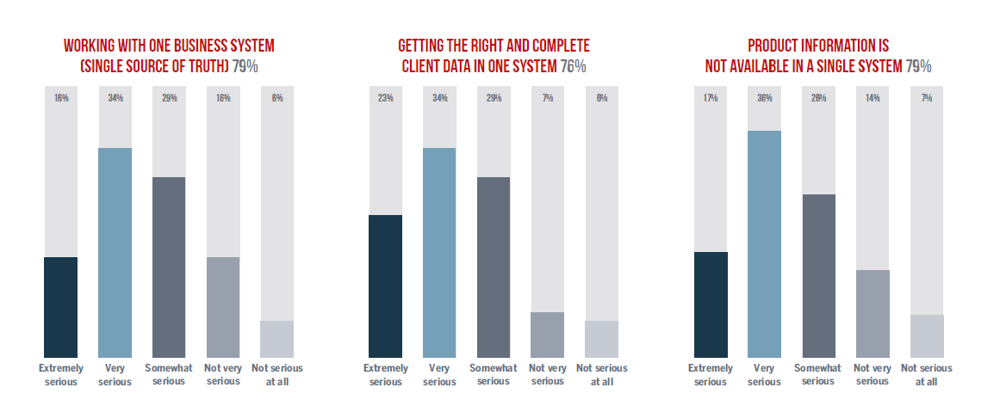 WORKING WITH ONE BUSINESS SYSTEM
(SINGLE SOURCE OF TRUTH) 79%
16% 34% 29% 16% 6%
Extremely Very Somewhat Not very Not serious
serious serious serious serious at all
GETTING THE RIGHT AND COMPLETE
CLIENT DATA IN ONE SYSTEM 76%
23% 34% 29% 7% 6%
Extremely Very Somewhat Not very Not serious
serious serious serious serious at all
PRODUCT INFORMATION IS
NOT AVAILABLE IN A SINGLE SYSTEM 79%
17% 36% 26% 14% 7%
Extremely Very Somewhat Not very Not serious
serious serious serious serious at all